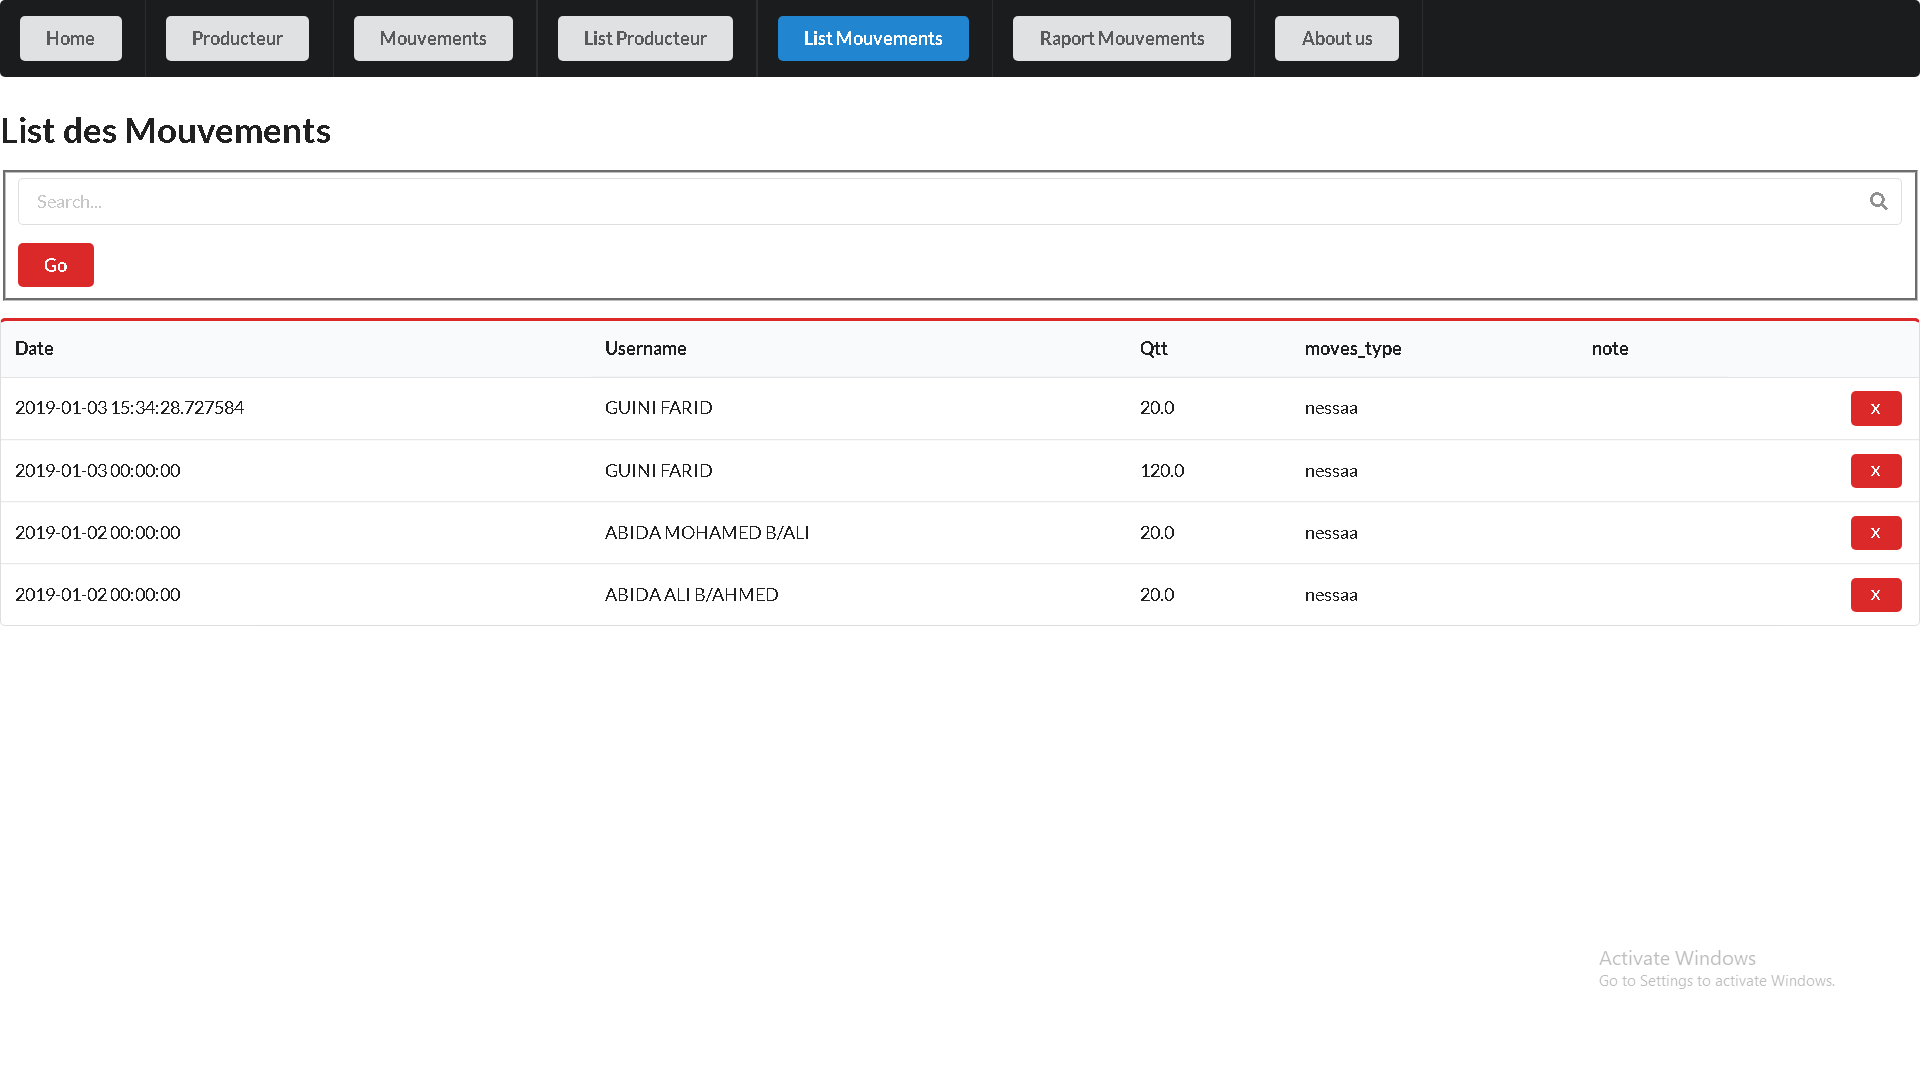 Home Producteur Mouvements List Producteur List Mouvements Raport Mouvements About us
List des Mouvements
Search...
Go
Date Username Qtt moves_type note
2019-01-03 15:34:28.727584 GUINI FARID 20.0 nessaa x
2019-01-03 00:00:00 GUINI FARID 120.0 nessaa x
2019-01-02 00:00:00 ABIDA MOHAMED B/ALI 20.0 nessaa x
2019-01-02 00:00:00 ABIDA ALI B/AHMED 20.0 nessaa x
Activate Windows
Go to Settings to activate Windows.